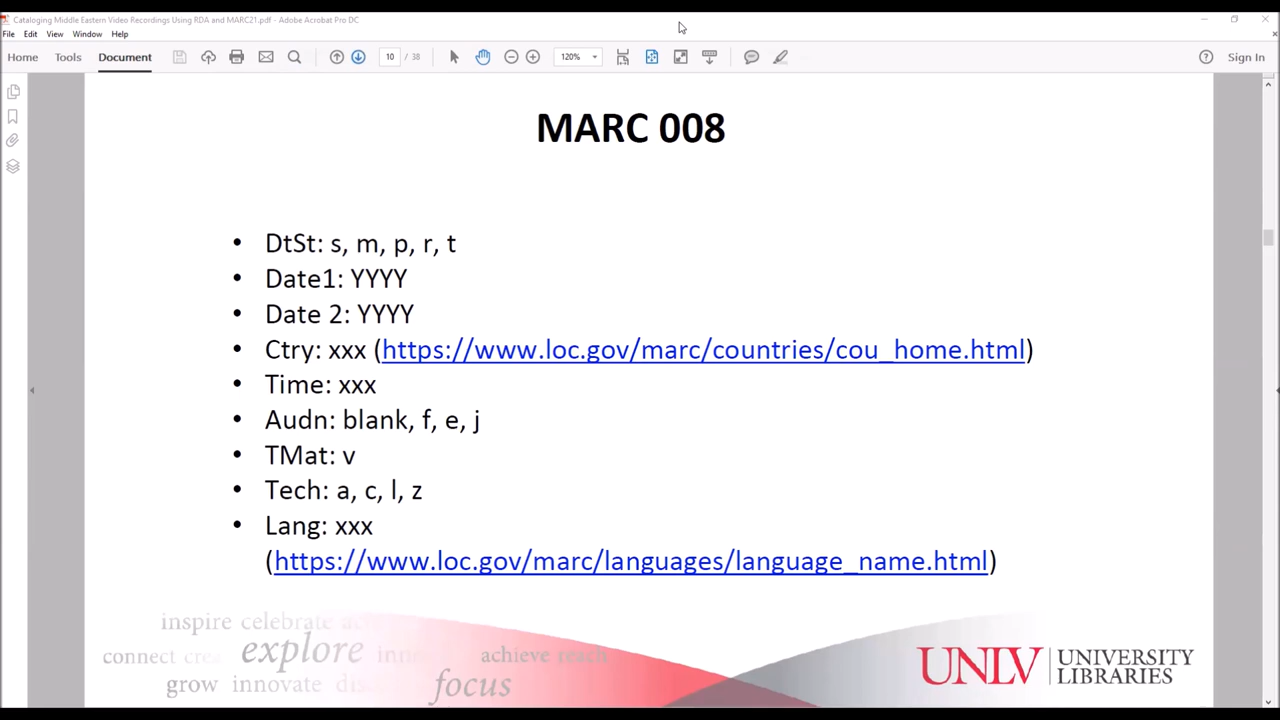 Cataloging Middle Eastern Video Recordings Using RDA and MARC21.pdf - Adobe Acrobat Pro DC
File Edit View Window Help
Home Tools Document 10 / 38 120% Sign In
MARC 008
• DtSt: s, m, p, r, t
• Date1: YYYY
• Date 2: YYYY
• Ctry: xxx (https://www.loc.gov/marc/countries/cou_home.html)
• Time: xxx
• Audn: blank, f, e, j
• TMat: v
• Tech: a, c, l, z
• Lang: xxx
(https://www.loc.gov/marc/languages/language_name.html)
inspire celebrate
connect explore achieve reach
grow innovate focus
UNLV UNIVERSITY
LIBRARIES